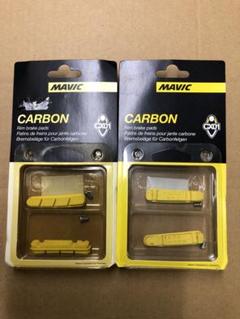 MAVIC
CARBON
Rim brake pads
Patins de freins pour jante carbone
Bremsbeläge für Carbonfelgen
CXR
MAVIC
CARBON
Rim brake pads
Patins de freins pour jante carbone
Bremsbeläge für Carbonfelgen